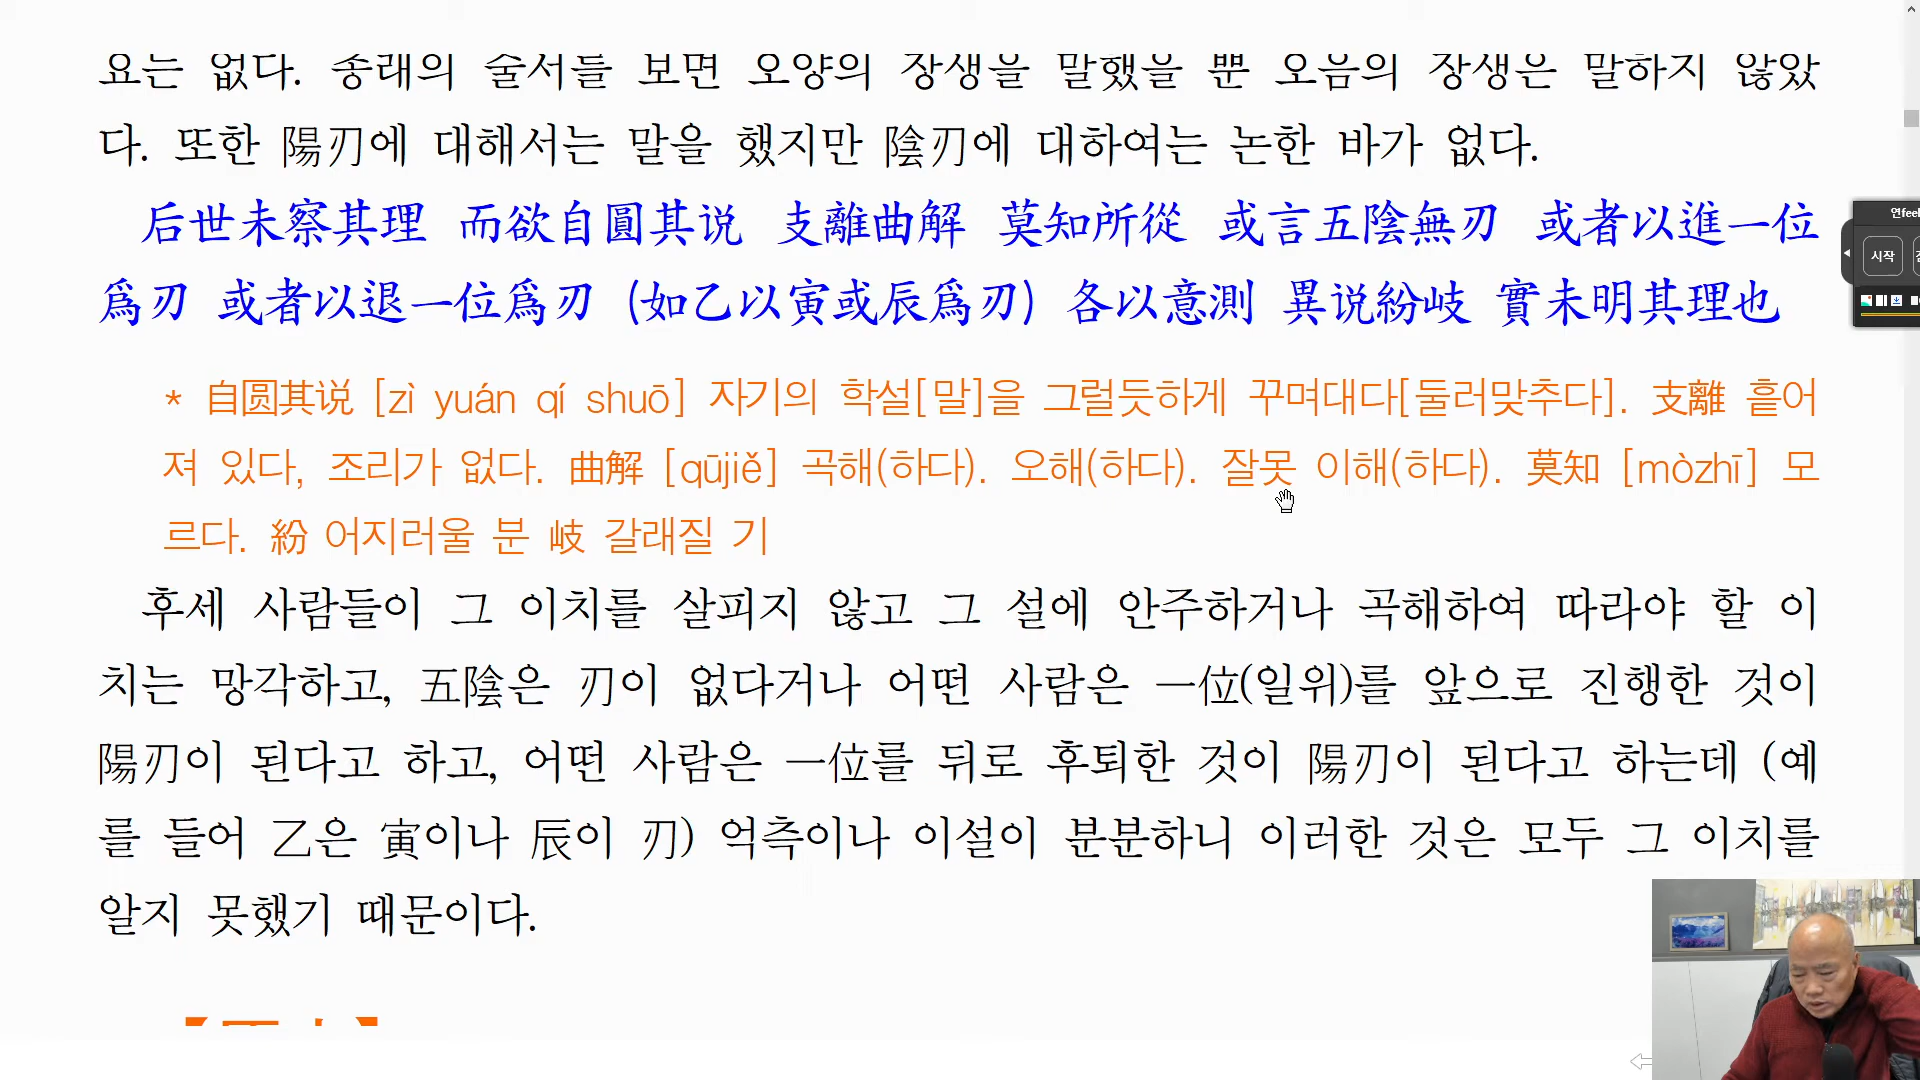 요는 없다. 종래의 술서들 보면 오양의 장생을 말했을 뿐 오음의 장생은 말하지 않았
다. 또한 陽刃에 대해서는 말을 했지만 陰刃에 대하여는 논한 바가 없다.
后世未察其理 而欲自圓其说 支離曲解 莫知所從 或言五陰無刃 或者以進一位
爲刃 或者以退一位爲刃 (如乙以寅或辰爲刃) 各以意測 異说紛岐 實未明其理也
* 自圆其说 [zì yuán qí shuō] 자기의 학설[말]을 그럴듯하게 꾸며대다[둘러맞추다]. 支離 흩어
져 있다, 조리가 없다. 曲解 [qūjiě] 곡해(하다). 오해(하다). 잘못 이해(하다). 莫知 [mòzhī] 모
르다. 紛 어지러울 분 岐 갈래질 기
후세 사람들이 그 이치를 살피지 않고 그 설에 안주하거나 곡해하여 따라야 할 이
치는 망각하고, 五陰은 刃이 없다거나 어떤 사람은 一位(일위)를 앞으로 진행한 것이
陽刃이 된다고 하고, 어떤 사람은 一位를 뒤로 후퇴한 것이 陽刃이 된다고 하는데 (예
를 들어 乙은 寅이나 辰이 刃) 억측이나 이설이 분분하니 이러한 것은 모두 그 이치를
알지 못했기 때문이다.
연feel
시작